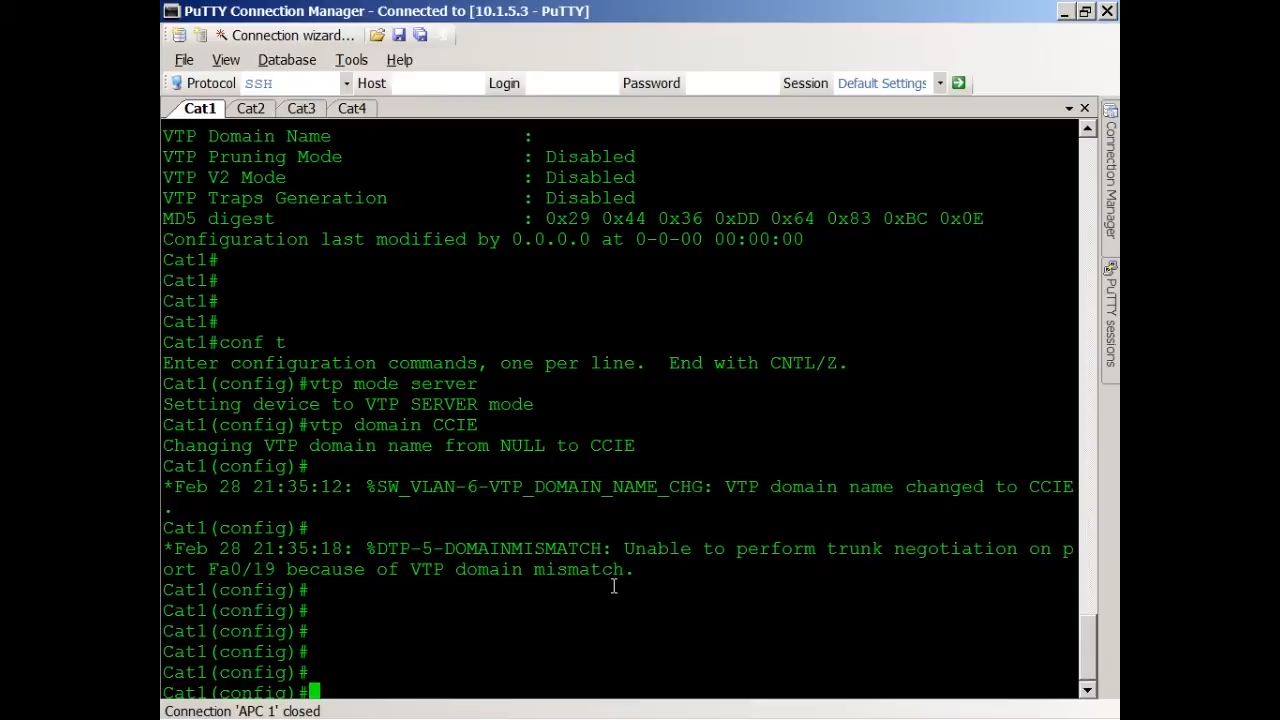 PuTTY Connection Manager - Connected to [10.1.5.3 - PuTTY]
Connection wizard...
File View Database Tools Help
Protocol SSH Host Login Password Session Default Settings
Cat1 Cat2 Cat3 Cat4
VTP Domain Name :
VTP Pruning Mode : Disabled
VTP V2 Mode : Disabled
VTP Traps Generation : Disabled
MD5 digest : 0x29 0x44 0x36 0xDD 0x64 0x83 0xBC 0x0E
Configuration last modified by 0.0.0.0 at 0-0-00 00:00:00
Cat1#
Cat1#
Cat1#
Cat1#
Cat1#conf t
Enter configuration commands, one per line.  End with CNTL/Z.
Cat1(config)#vtp mode server
Setting device to VTP SERVER mode
Cat1(config)#vtp domain CCIE
Changing VTP domain name from NULL to CCIE
Cat1(config)#
*Feb 28 21:35:12: %SW_VLAN-6-VTP_DOMAIN_NAME_CHG: VTP domain name changed to CCIE
.
Cat1(config)#
*Feb 28 21:35:18: %DTP-5-DOMAINMISMATCH: Unable to perform trunk negotiation on p
ort Fa0/19 because of VTP domain mismatch.
Cat1(config)#
Cat1(config)#
Cat1(config)#
Cat1(config)#
Cat1(config)#
Cat1(config)#
Connection 'APC 1' closed
Connection Manager
PuTTY sessions